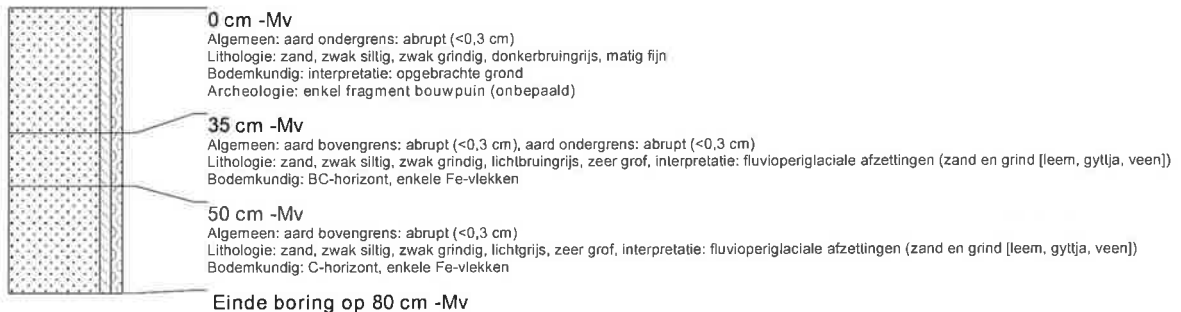 0 cm -Mv
Algemeen: aard ondergrens: abrupt (<0,3 cm)
Lithologie: zand, zwak siltig, zwak grindig, donkerbruingrijs, matig fijn
Bodemkundig: interpretatie: opgebrachte grond
Archeologie: enkel fragment bouwpuin (onbepaald)
35 cm -Mv
Algemeen: aard bovengrens: abrupt (<0,3 cm), aard ondergrens: abrupt (<0,3 cm)
Lithologie: zand, zwak siltig, zwak grindig, lichtbruingrijs, zeer grof, interpretatie: fluvioperiglaciale afzettingen (zand en grind [leem, gyttja, veen])
Bodemkundig: BC-horizont, enkele Fe-vlekken
50 cm -Mv
Algemeen: aard bovengrens: abrupt (<0,3 cm)
Lithologie: zand, zwak siltig, zwak grindig, lichtgrijs, zeer grof, interpretatie: fluvioperiglaciale afzettingen (zand en grind [leem, gyttja, veen])
Bodemkundig: C-horizont, enkele Fe-vlekken
Einde boring op 80 cm -Mv